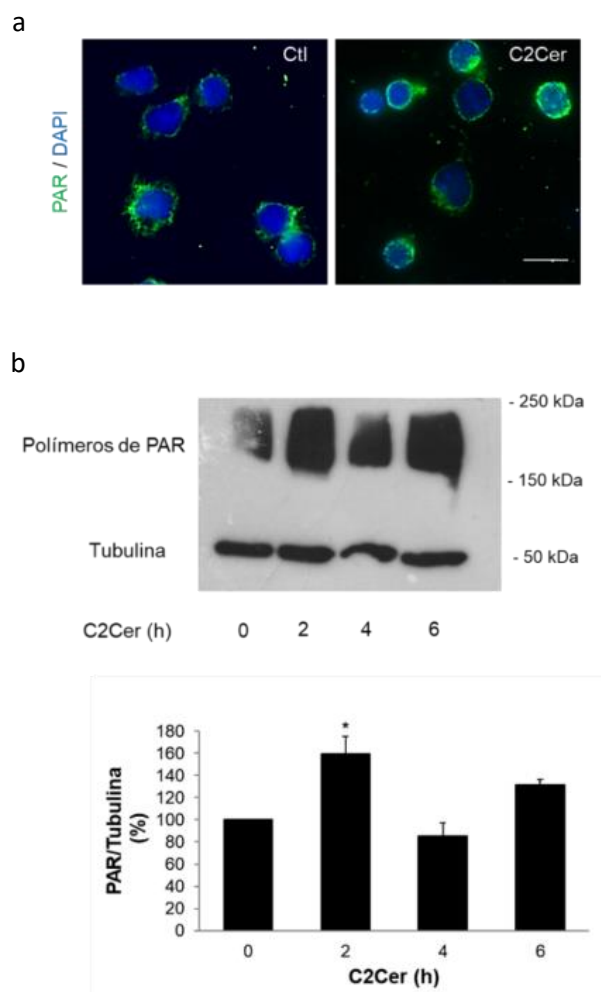 a
Ctl
C2Cer
PAR / DAPI
b
- 250 kDa
Polímeros de PAR
- 150 kDa
Tubulina
- 50 kDa
C2Cer (h) 0 2 4 6
180
160
140
120
100
80
60
40
20
0
PAR/Tubulina
(%)
*
0 2 4 6
C2Cer (h)